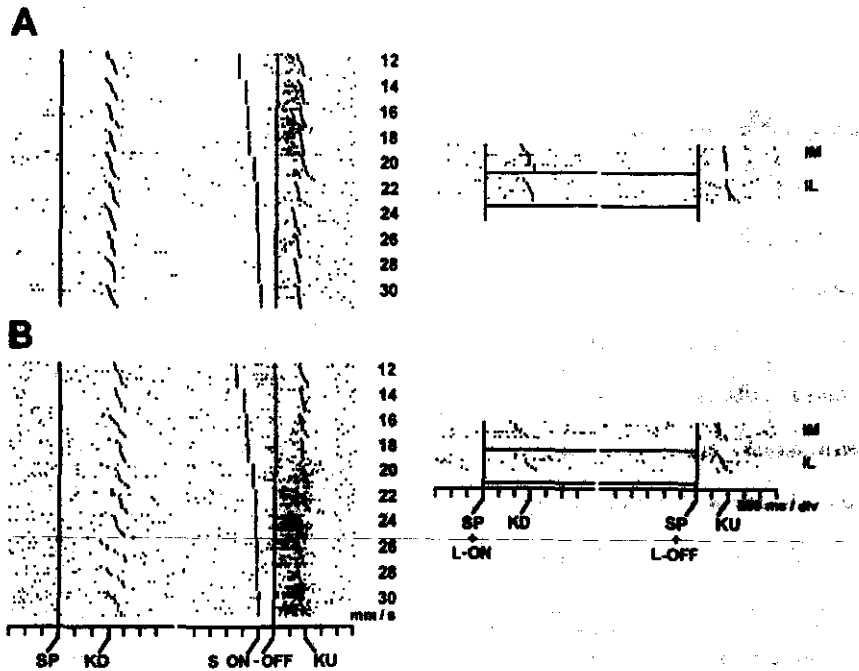 A
12
14
16
18
20
22
24
26
28
30
IM
IL
B
12
14
16
18
20
22
24
26
28
30
mm/s
SP KD S ON-OFF KU
IM
IL
ms / div
SP KD SP KU
L-ON L-OFF